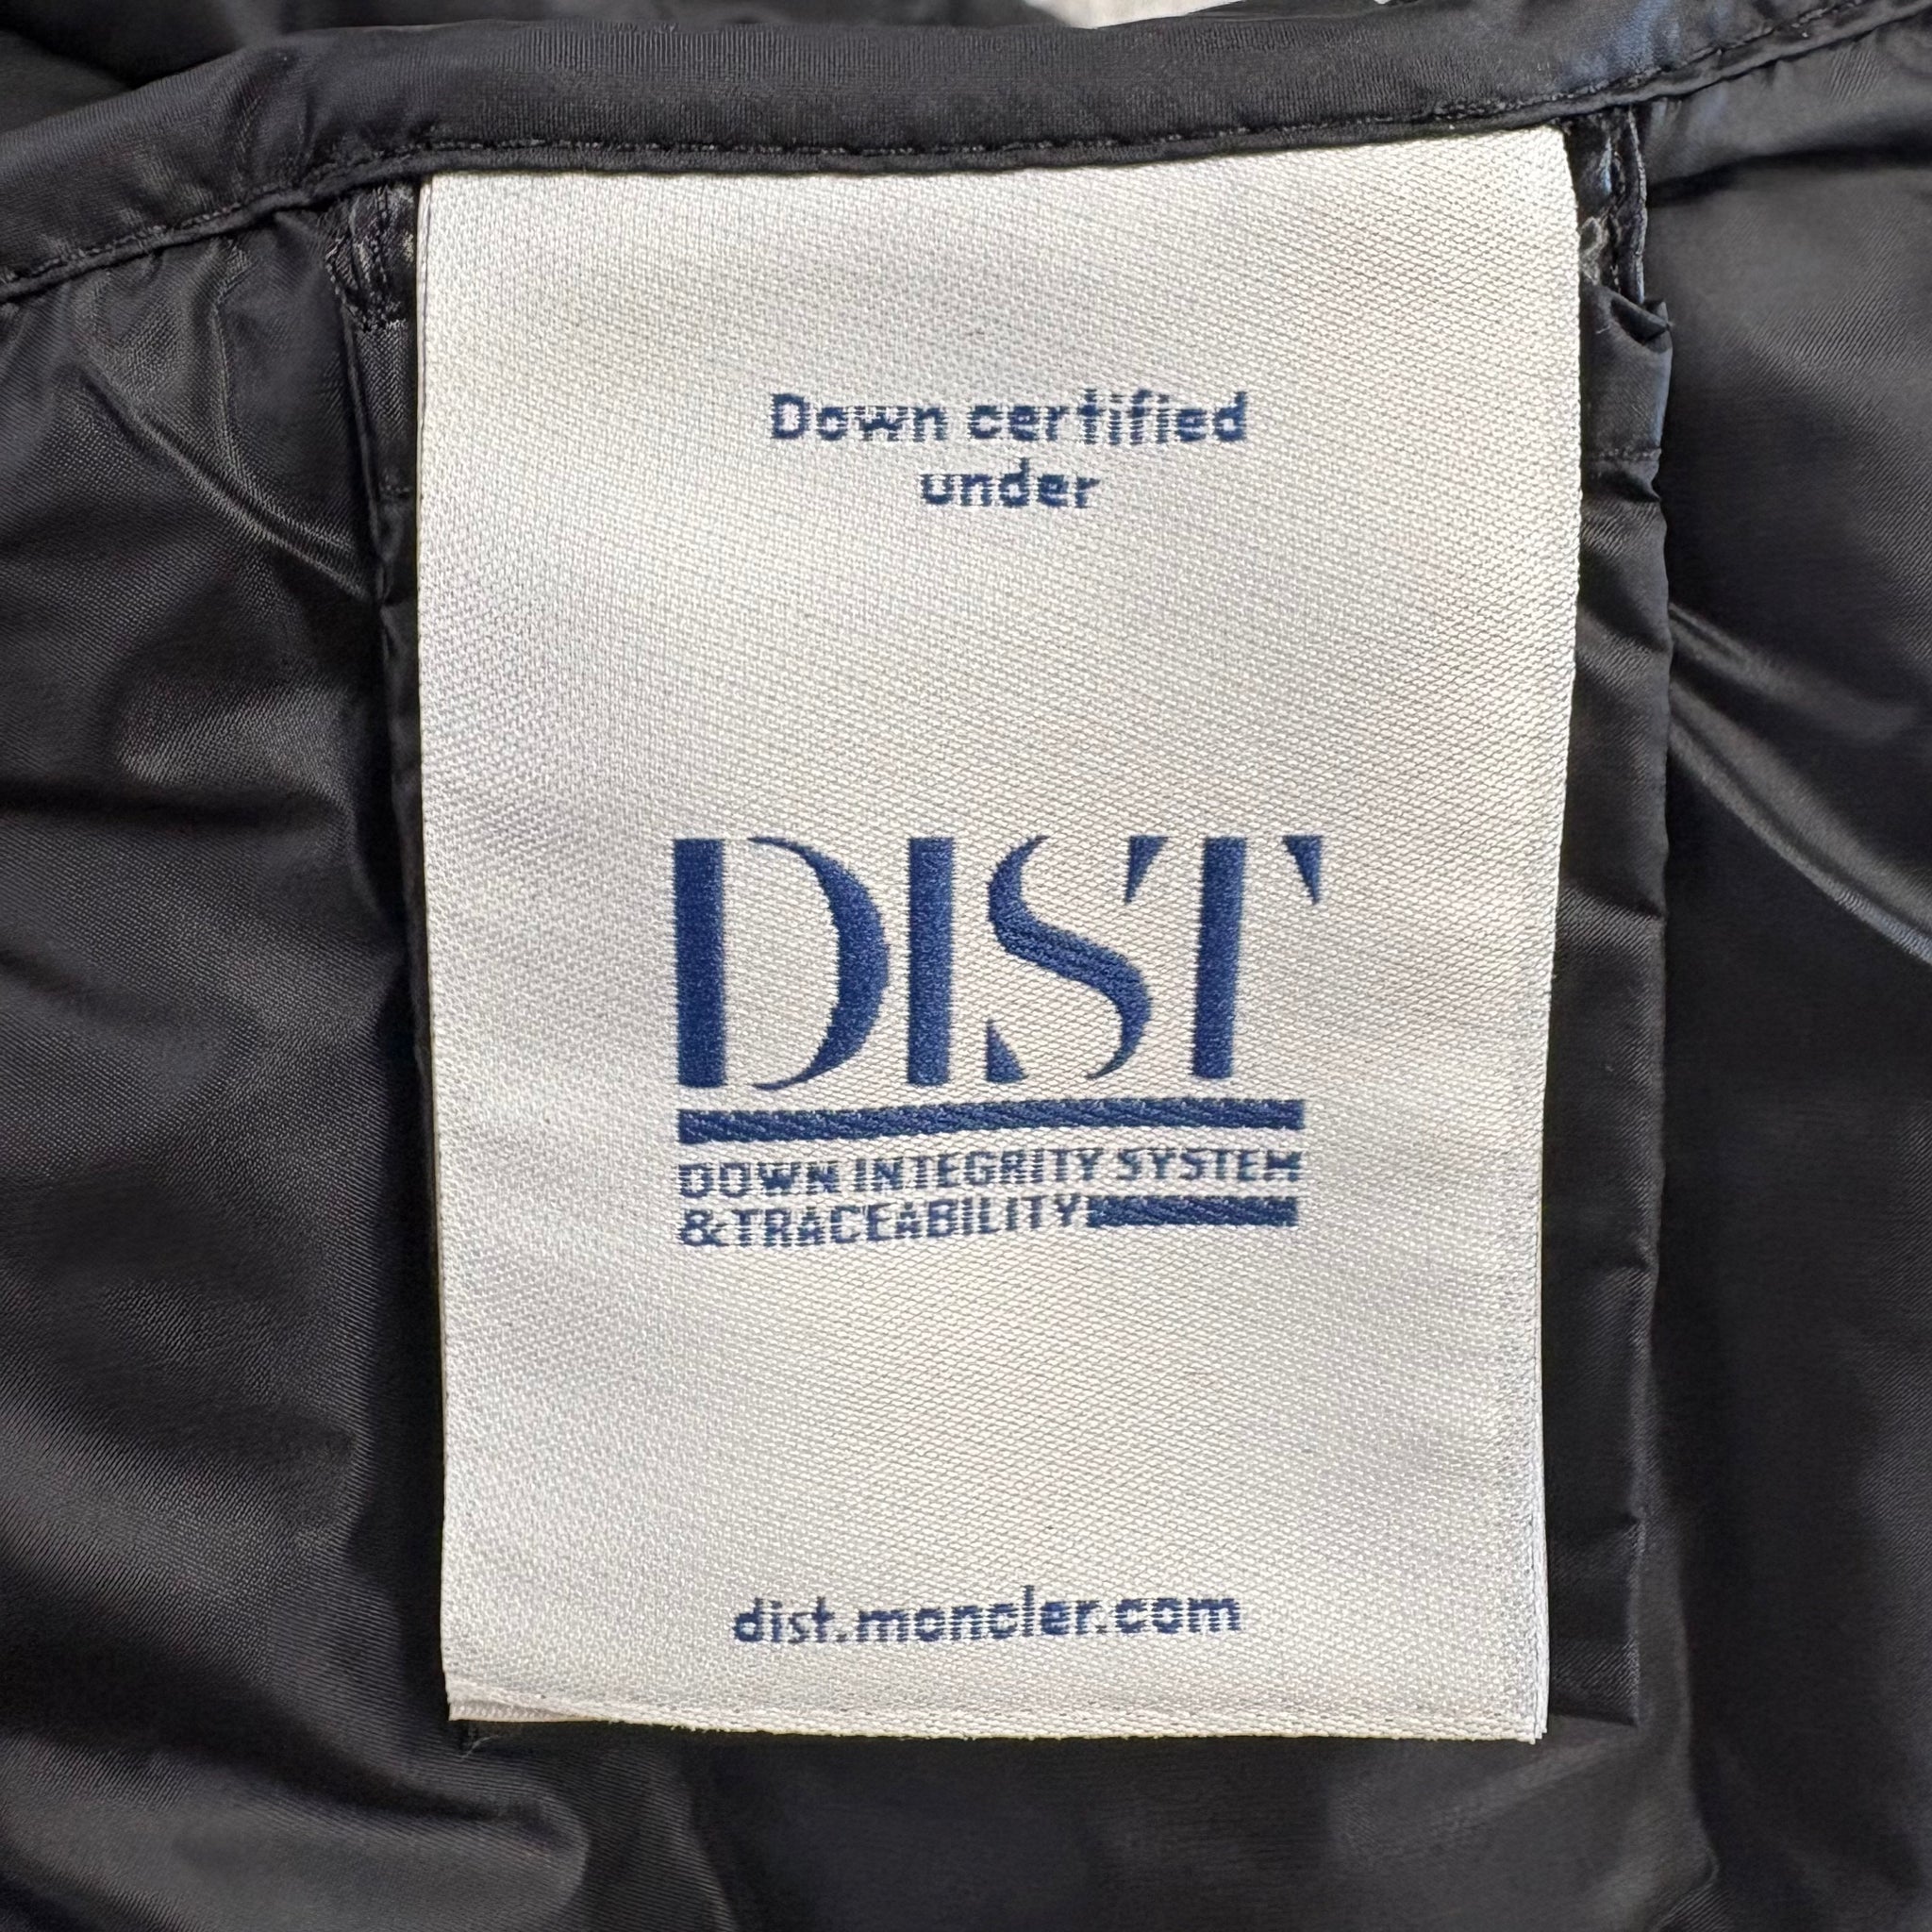 Down certified
under
DIST
DOWN INTEGRITY SYSTEM
&TRACEABILITY
dist.moncler.com